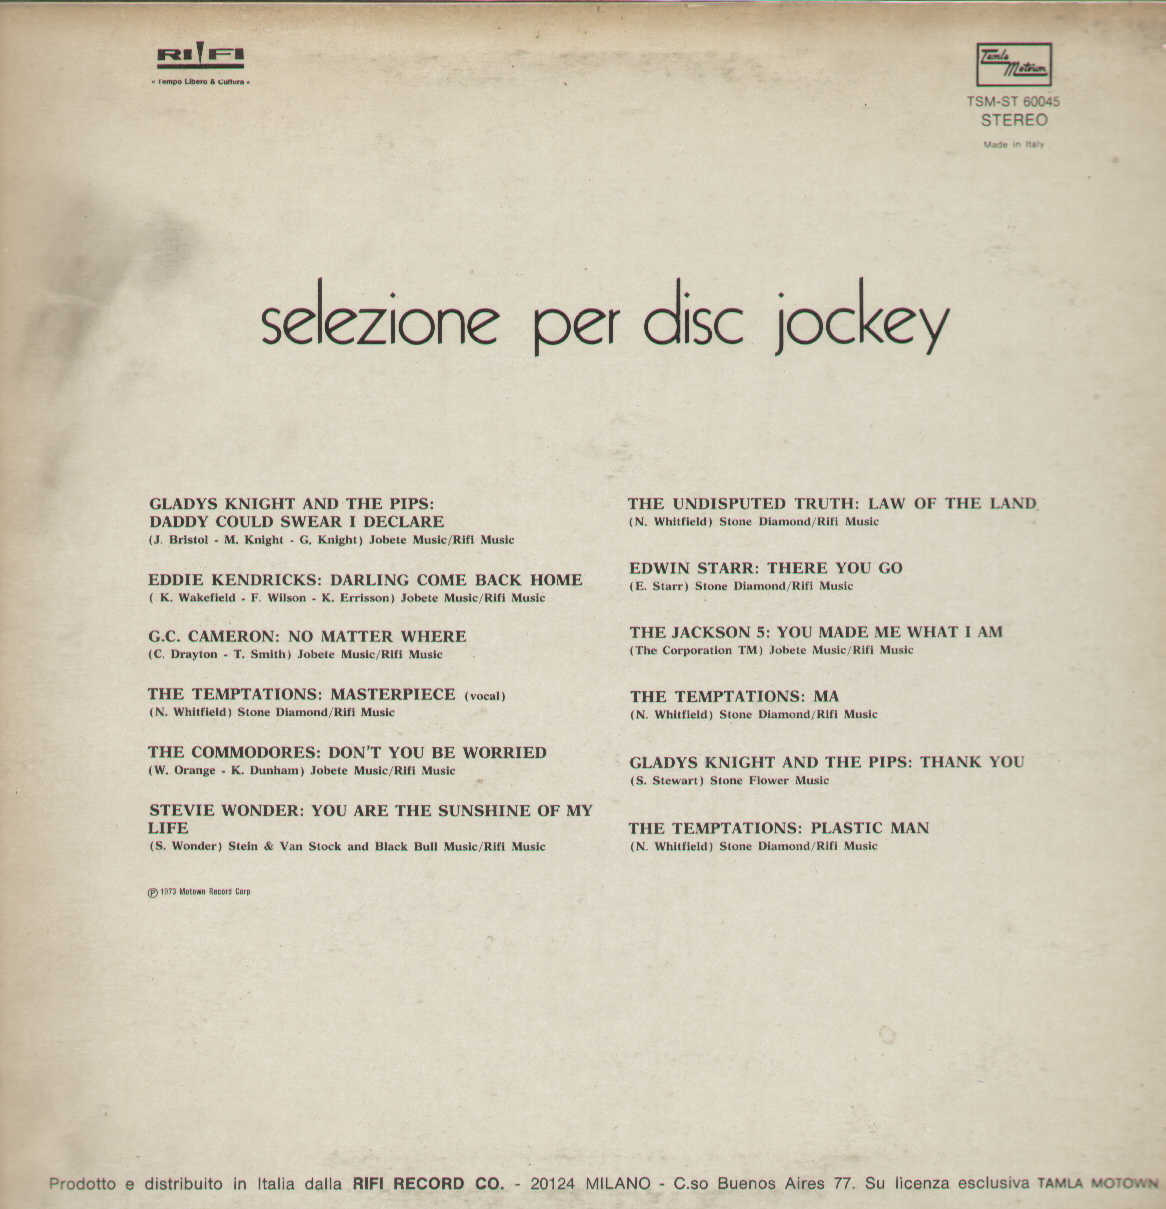 RIFI
« Tempo Libero & Cultura »
Tamla
Motown
TSM-ST 60045
STEREO
Made in Italy
selezione per disc jockey
GLADYS KNIGHT AND THE PIPS:
DADDY COULD SWEAR I DECLARE
(J. Bristol - M. Knight - G. Knight) Jobete Music/Rifi Music
EDDIE KENDRICKS: DARLING COME BACK HOME
( K. Wakefield - F. Wilson - K. Errisson) Jobete Music/Rifi Music
G.C. CAMERON: NO MATTER WHERE
(C. Drayton - T. Smith) Jobete Music/Rifi Music
THE TEMPTATIONS: MASTERPIECE (vocal)
(N. Whitfield) Stone Diamond/Rifi Music
THE COMMODORES: DON'T YOU BE WORRIED
(W. Orange - K. Dunham) Jobete Music/Rifi Music
STEVIE WONDER: YOU ARE THE SUNSHINE OF MY
LIFE
(S. Wonder) Stein & Van Stock and Black Bull Music/Rifi Music
℗ 1973 Motown Record Corp
THE UNDISPUTED TRUTH: LAW OF THE LAND
(N. Whitfield) Stone Diamond/Rifi Music
EDWIN STARR: THERE YOU GO
(E. Starr) Stone Diamond/Rifi Music
THE JACKSON 5: YOU MADE ME WHAT I AM
(The Corporation TM) Jobete Music/Rifi Music
THE TEMPTATIONS: MA
(N. Whitfield) Stone Diamond/Rifi Music
GLADYS KNIGHT AND THE PIPS: THANK YOU
(S. Stewart) Stone Flower Music
THE TEMPTATIONS: PLASTIC MAN
(N. Whitfield) Stone Diamond/Rifi Music
Prodotto e distribuito in Italia dalla RIFI RECORD CO. - 20124 MILANO - C.so Buenos Aires 77. Su licenza esclusiva TAMLA MOTOWN